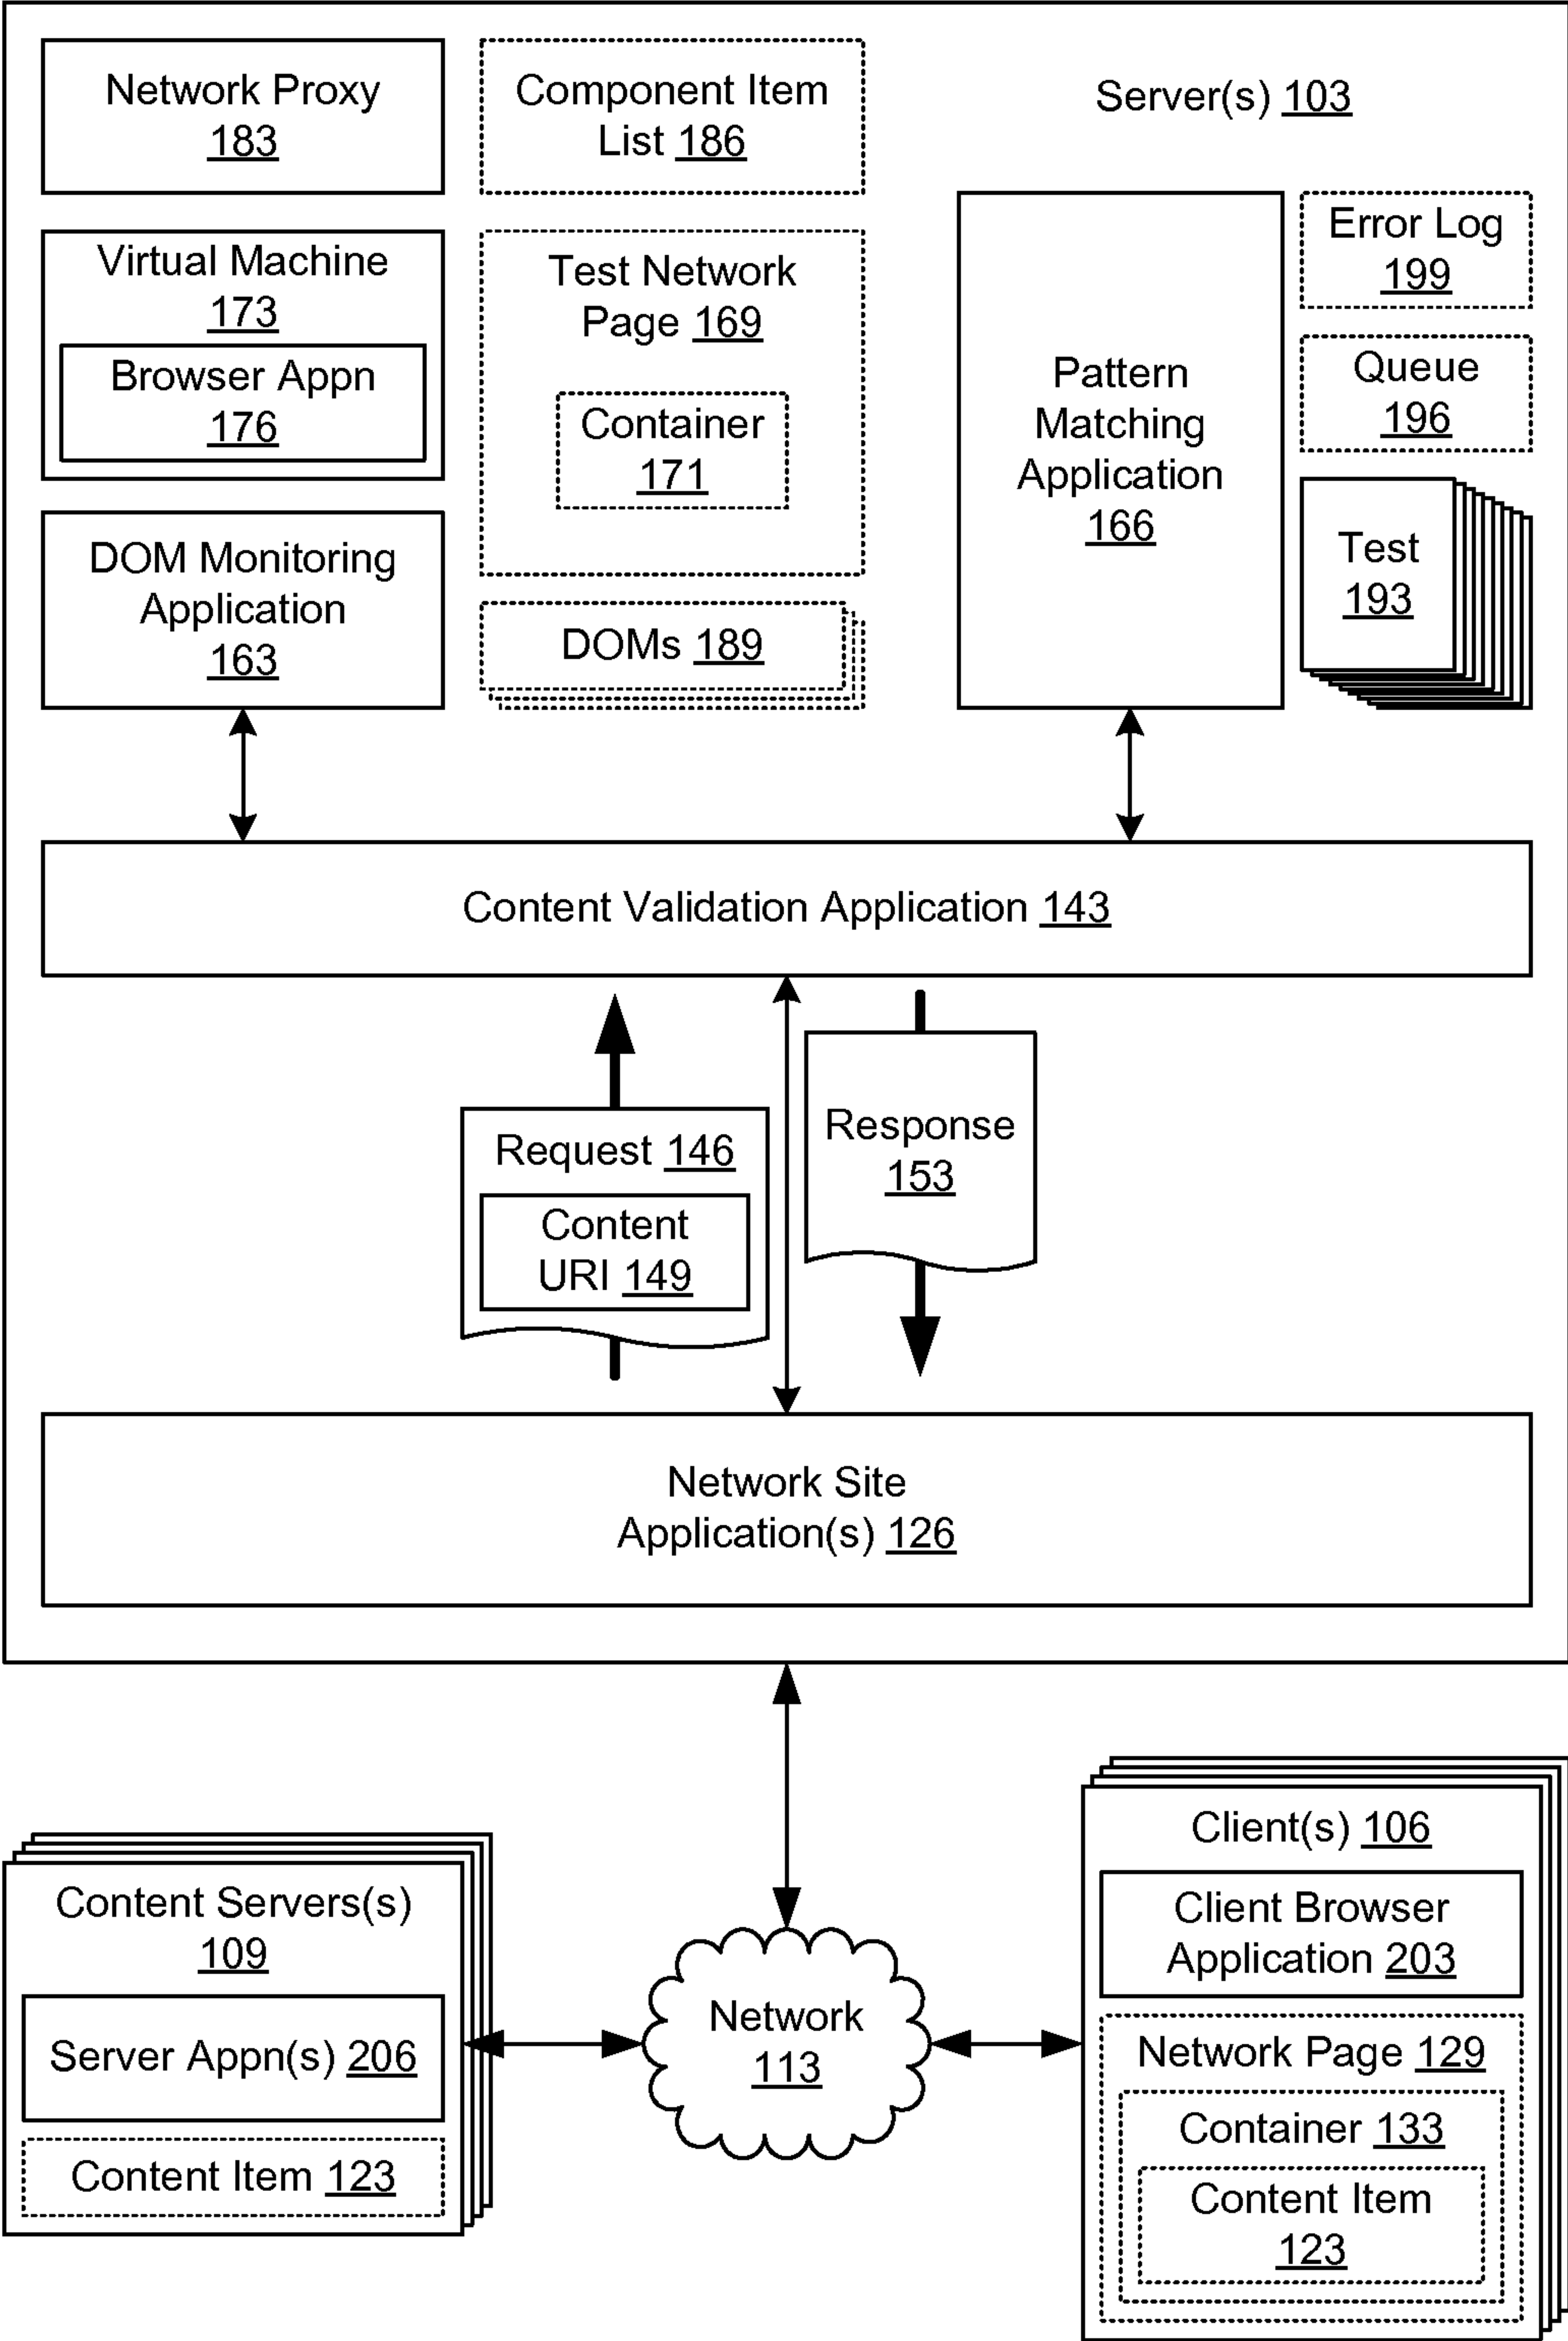 Network Proxy
183
Component Item
List 186
Server(s) 103
Virtual Machine
173
Browser Appn
176
Test Network
Page 169
Container
171
Pattern
Matching
Application
166
Error Log
199
Queue
196
Test
193
DOM Monitoring
Application
163
DOMs 189
Content Validation Application 143
Request 146
Content
URI 149
Response
153
Network Site
Application(s) 126
Content Servers(s)
109
Server Appn(s) 206
Content Item 123
Network
113
Client(s) 106
Client Browser
Application 203
Network Page 129
Container 133
Content Item
123